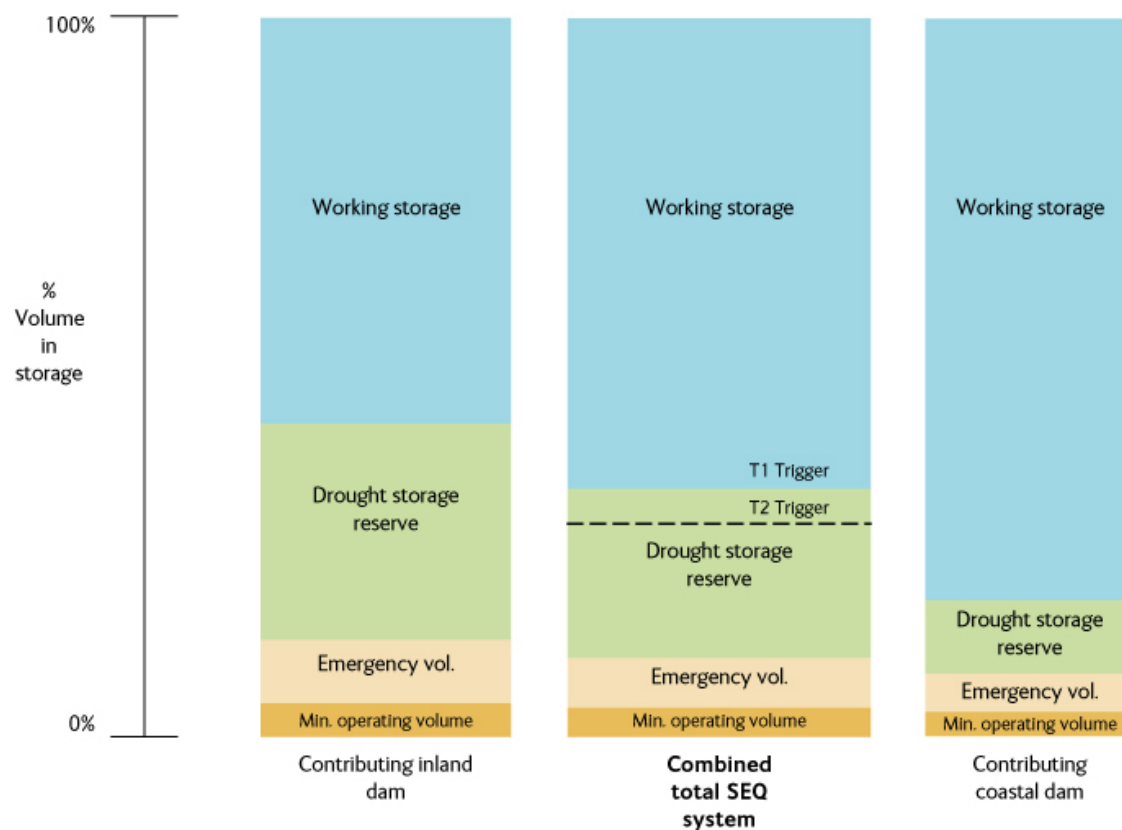 100%
%
Volume
in
storage
0%
Working storage
Drought storage
reserve
Emergency vol.
Min. operating volume
Contributing inland
dam
Working storage
T1 Trigger
T2 Trigger
Drought storage
reserve
Emergency vol.
Min. operating volume
Combined
total SEQ
system
Working storage
Drought storage
reserve
Emergency vol.
Min. operating volume
Contributing
coastal dam